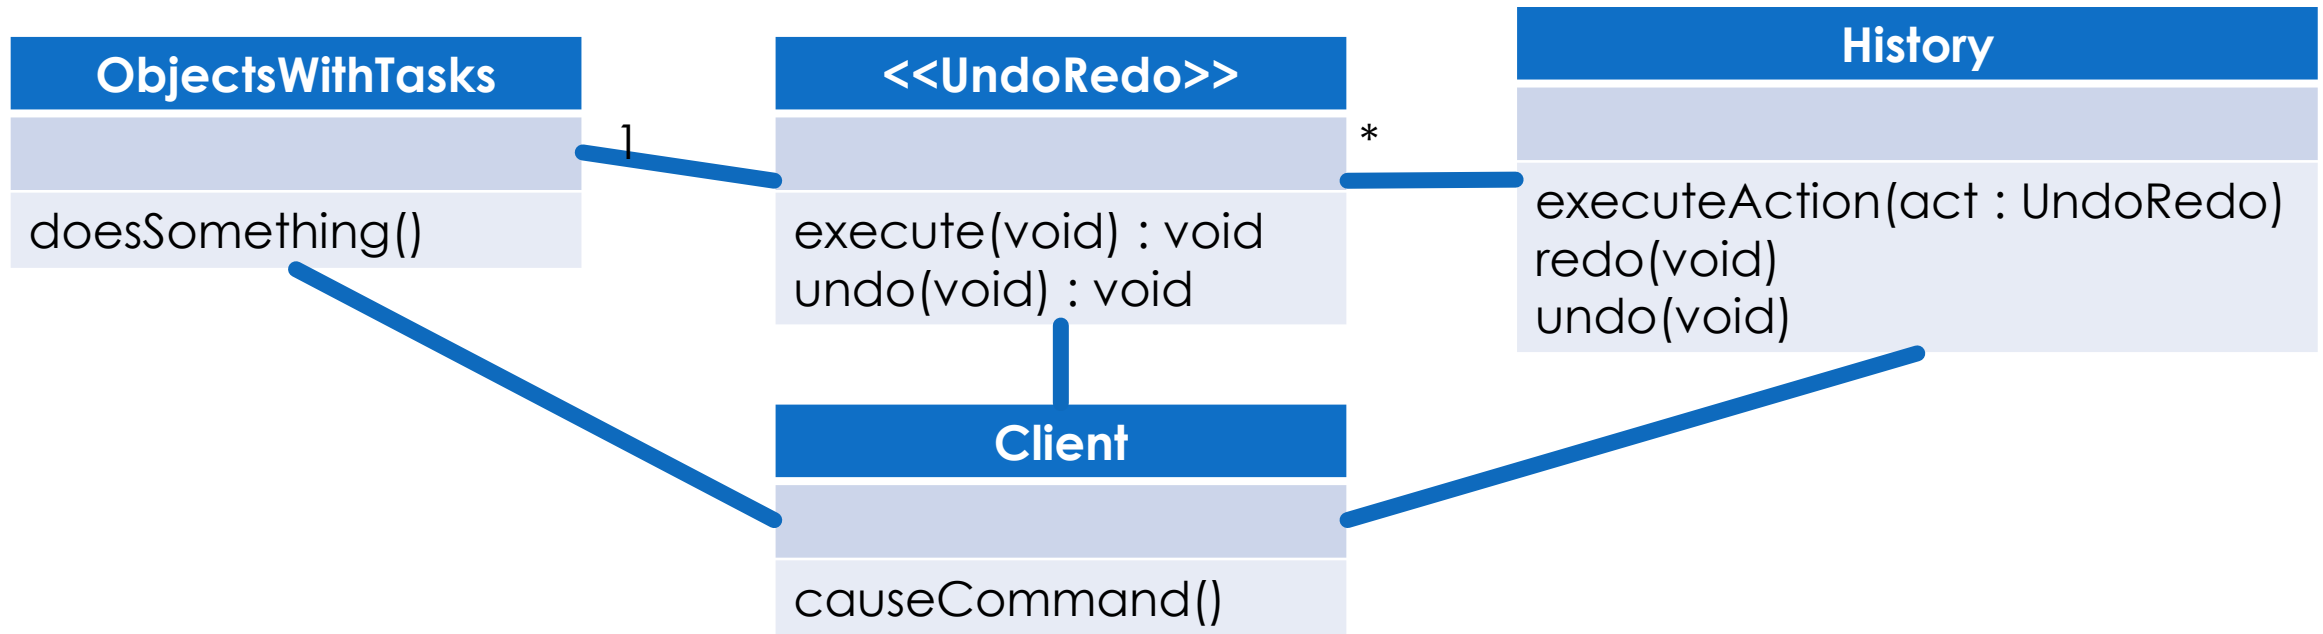 ObjectsWithTasks
doesSomething()
1
<<UndoRedo>>
execute(void) : void
undo(void) : void
*
History
executeAction(act : UndoRedo)
redo(void)
undo(void)
Client
causeCommand()